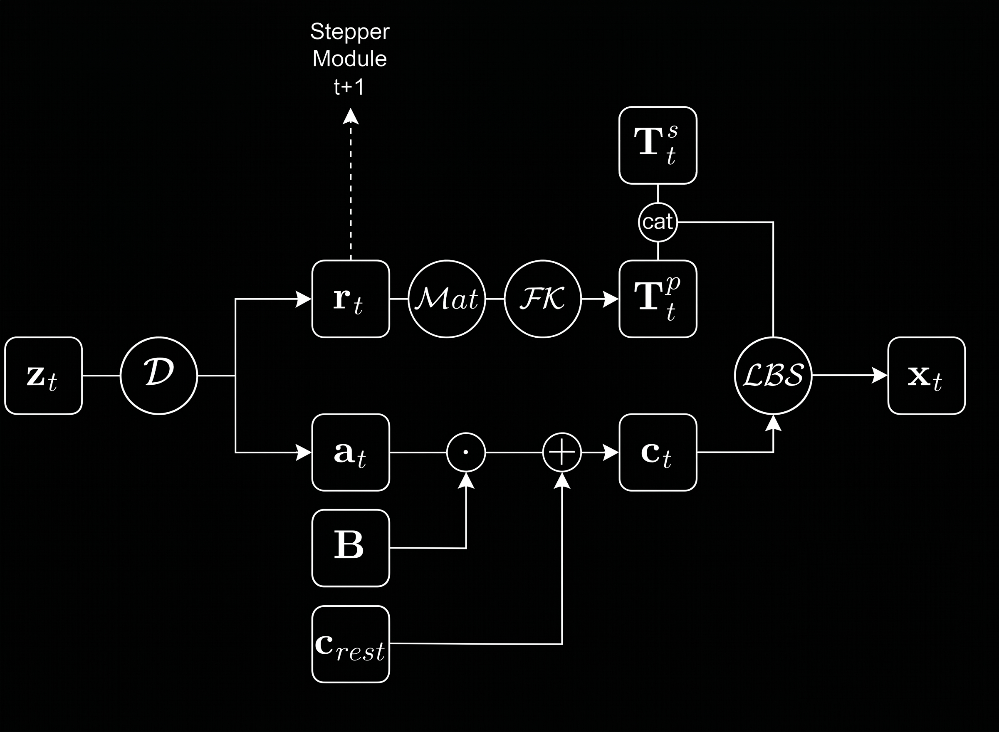 Stepper
Module
t+1
T^s_t
cat
r_t
Mat
FK
T^p_t
z_t
D
LBS
x_t
a_t
·
+
c_t
B
c_rest